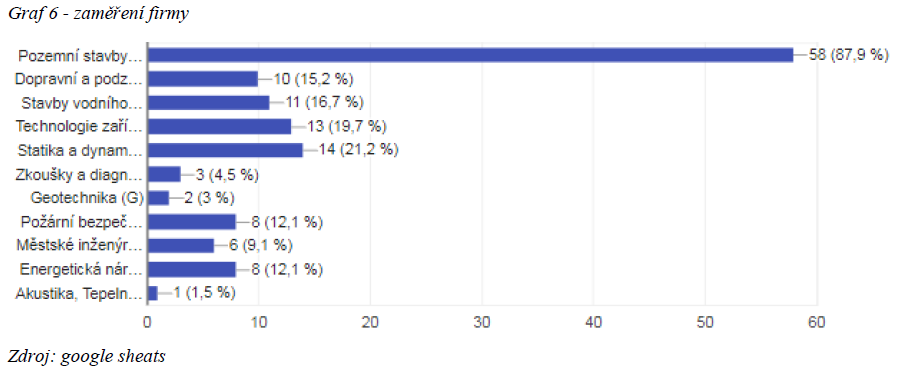 Graf 6 - zaměření firmy
Pozemní stavby… 58 (87,9 %)
Dopravní a podz… 10 (15,2 %)
Stavby vodního… 11 (16,7 %)
Technologie zaří… 13 (19,7 %)
Statika a dynam… 14 (21,2 %)
Zkoušky a diagn… 3 (4,5 %)
Geotechnika (G) 2 (3 %)
Požární bezpeč… 8 (12,1 %)
Městské inženýr… 6 (9,1 %)
Energetická nár… 8 (12,1 %)
Akustika, Tepeln… 1 (1,5 %)
0 10 20 30 40 50 60
Zdroj: google sheats